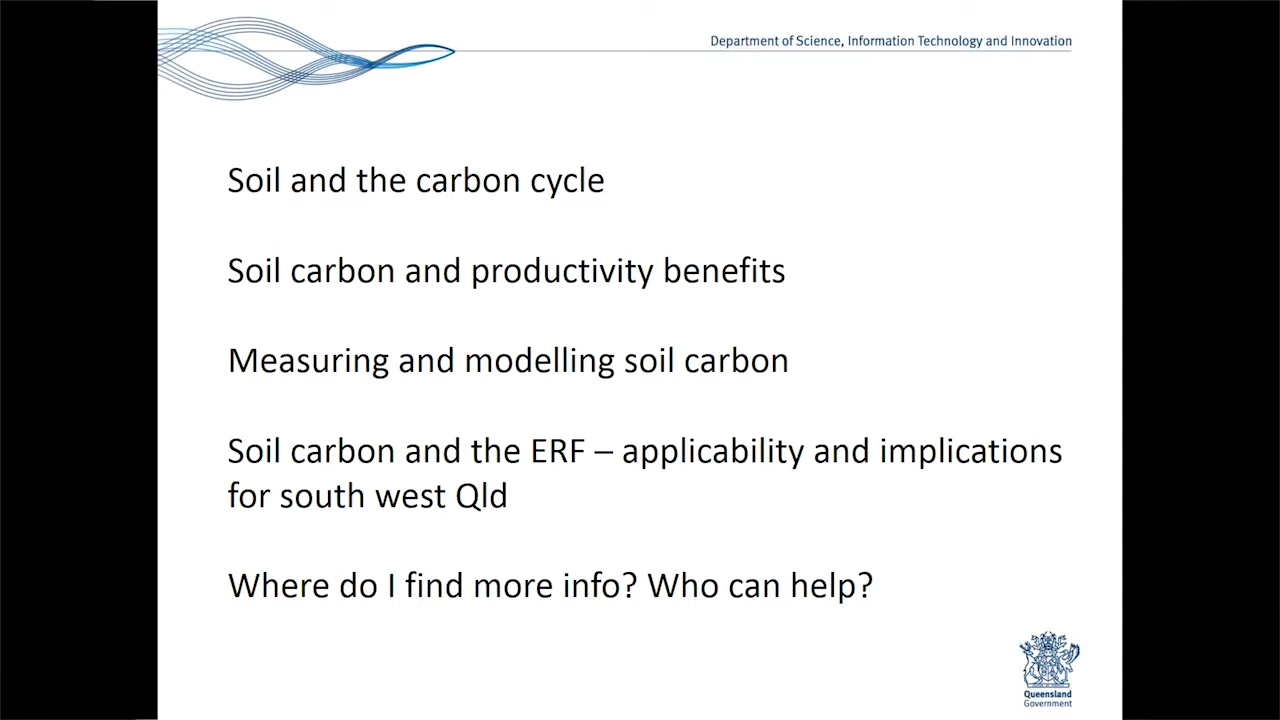 Department of Science, Information Technology and Innovation
Soil and the carbon cycle
Soil carbon and productivity benefits
Measuring and modelling soil carbon
Soil carbon and the ERF – applicability and implications
for south west Qld
Where do I find more info? Who can help?
Queensland
Government